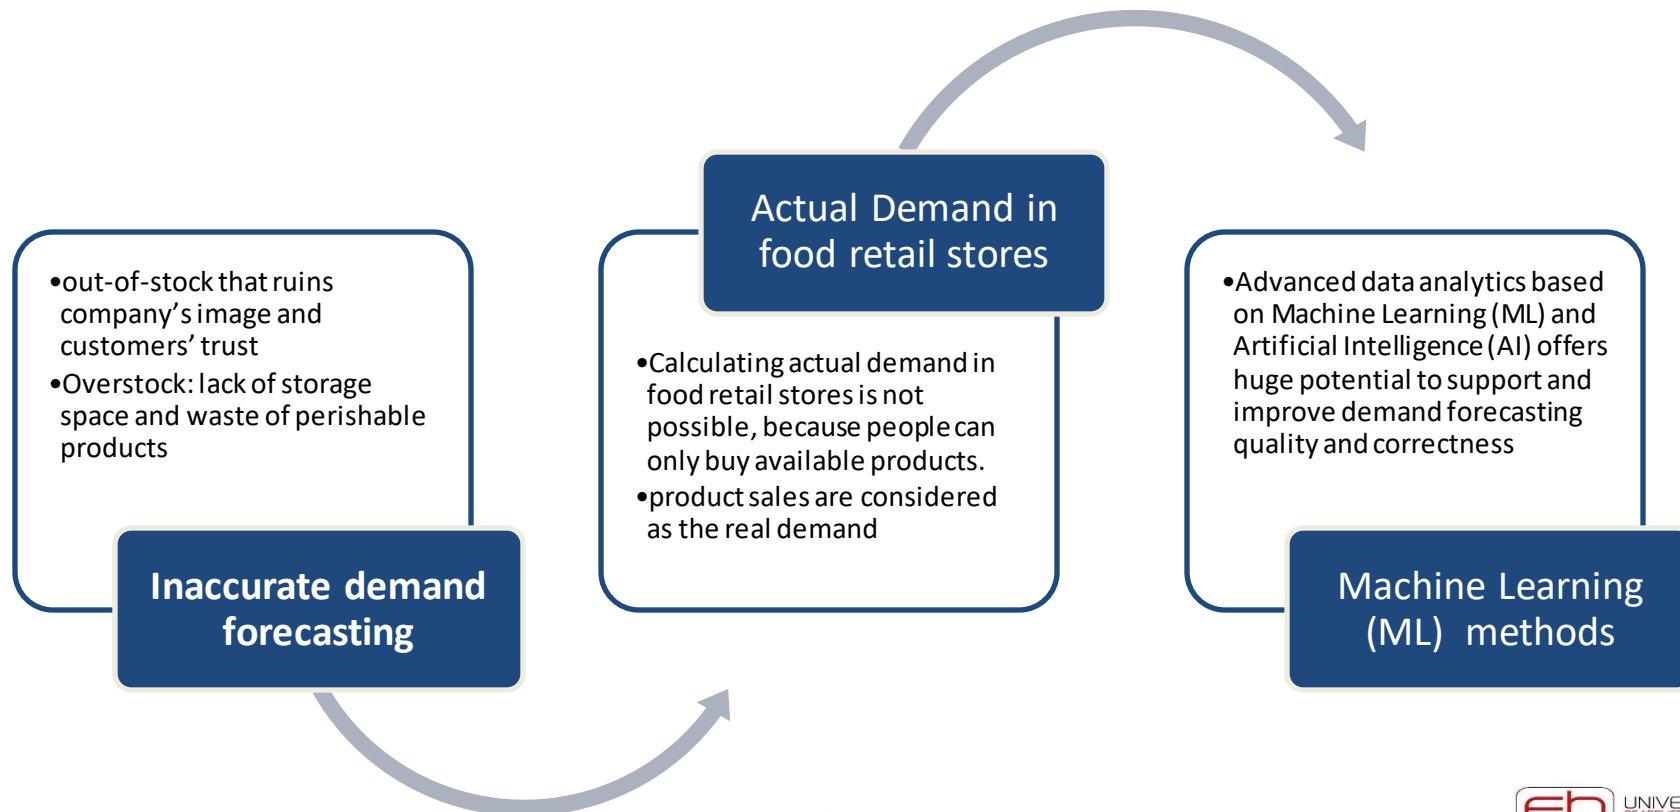 •out-of-stock that ruins
company's image and
customers' trust
•Overstock: lack of storage
space and waste of perishable
products
Inaccurate demand
forecasting
Actual Demand in
food retail stores
•Calculating actual demand in
food retail stores is not
possible, because people can
only buy available products.
•product sales are considered
as the real demand
•Advanced data analytics based
on Machine Learning (ML) and
Artificial Intelligence (AI) offers
huge potential to support and
improve demand forecasting
quality and correctness
Machine Learning
(ML) methods